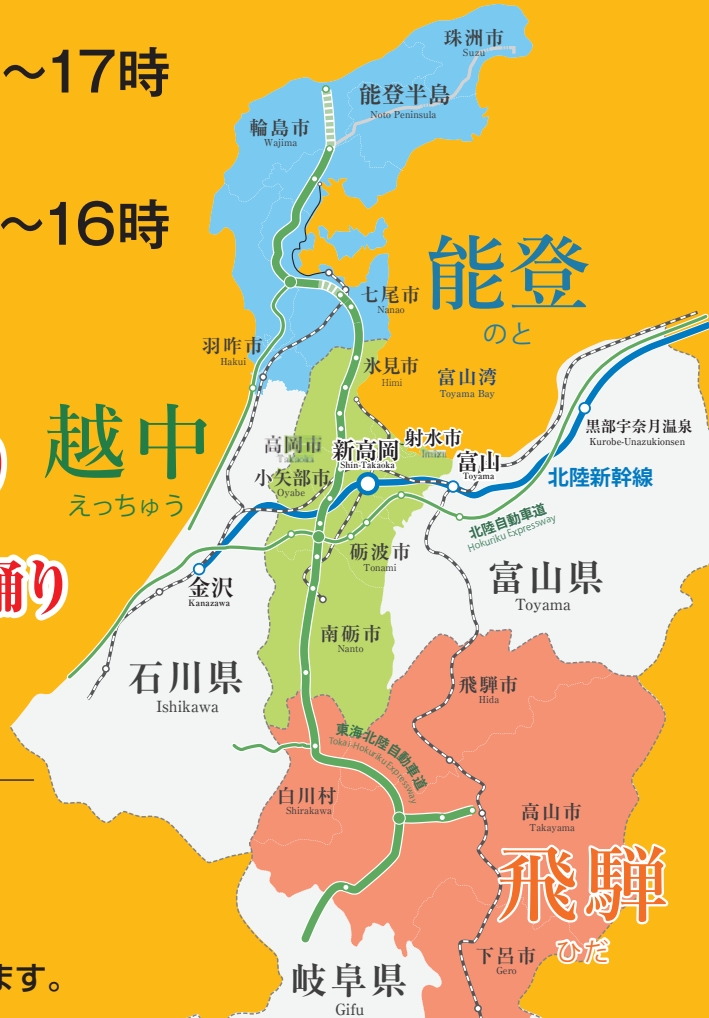 ～17時
珠洲市
Suzu
能登半島
Noto Peninsula
輪島市
Wajima
～16時
能登
のと
七尾市
Nanao
羽咋市
Hakui
氷見市
Himi
富山湾
Toyama Bay
越中
えっちゅう
高岡市
Takaoka
新高岡
Shin-Takaoka
射水市
Imizu
小矢部市
Oyabe
富山
Toyama
黒部宇奈月温泉
Kurobe-Unazukionsen
北陸新幹線
北陸自動車道
Hokuriku Expressway
砺波市
Tonami
金沢
Kanazawa
富山県
Toyama
踊り
南砺市
Nanto
石川県
Ishikawa
飛騨市
Hida
東海北陸自動車道
Tokai-Hokuriku Expressway
白川村
Shirakawa
高山市
Takayama
飛騨
ひだ
下呂市
Gero
ます。
岐阜県
Gifu